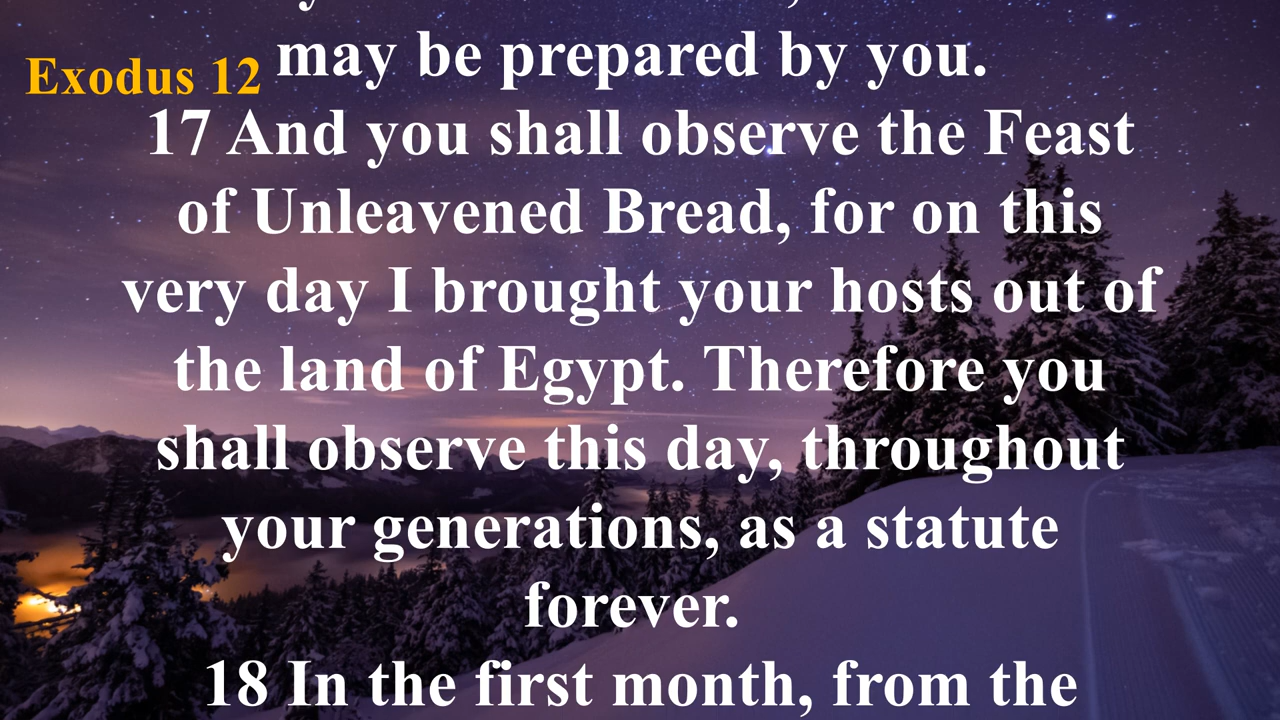 Exodus 12
may be prepared by you.
17 And you shall observe the Feast
of Unleavened Bread, for on this
very day I brought your hosts out of
the land of Egypt. Therefore you
shall observe this day, throughout
your generations, as a statute
forever.
18 In the first month, from the